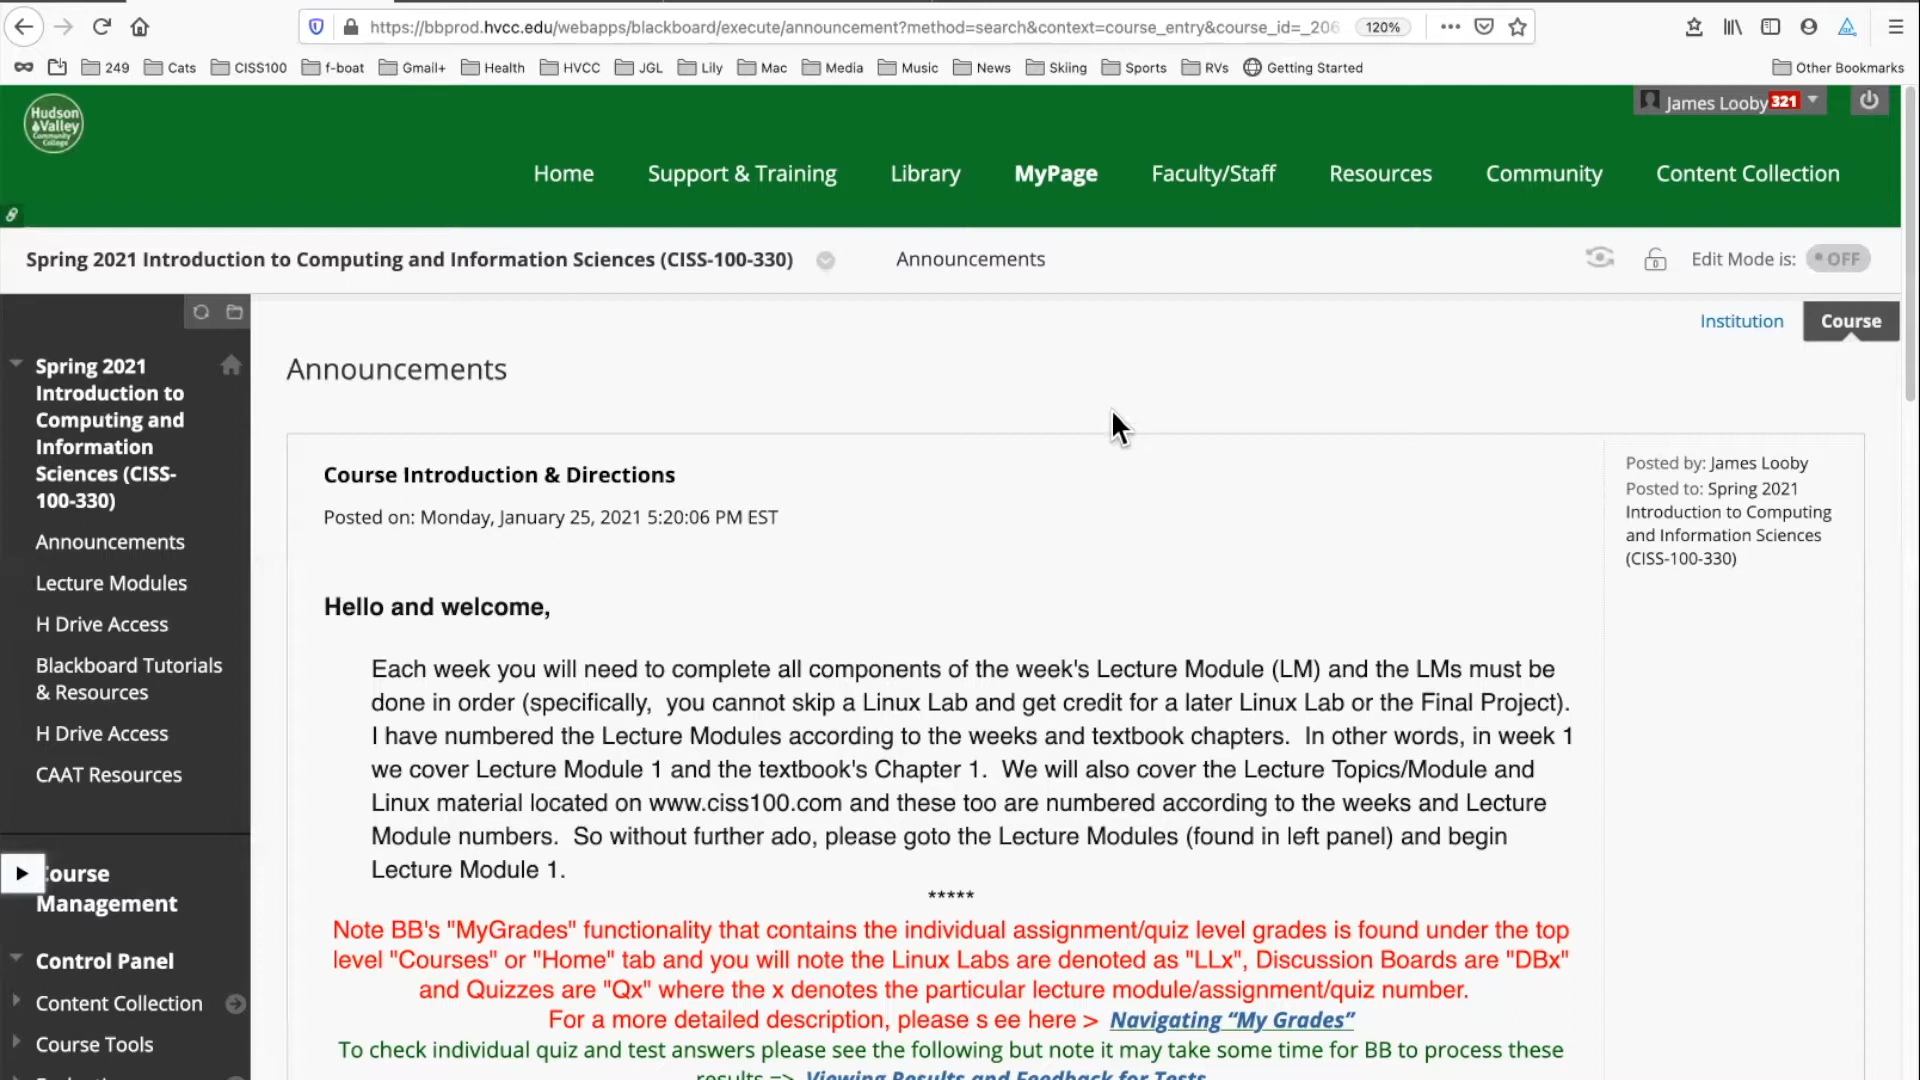 https://bbprod.hvcc.edu/webapps/blackboard/execute/announcement?method=search&context=course_entry&course_id=_206
120%
249 Cats CISS100 f-boat Gmail+ Health HVCC JGL Lily Mac Media Music News Skiing Sports RVs Getting Started Other Bookmarks
Hudson
Valley
Community
College
James Looby 321
Home Support & Training Library MyPage Faculty/Staff Resources Community Content Collection
Spring 2021 Introduction to Computing and Information Sciences (CISS-100-330) Announcements Edit Mode is: OFF
Institution Course
Spring 2021
Introduction to
Computing and
Information
Sciences (CISS-
100-330)
Announcements
Lecture Modules
H Drive Access
Blackboard Tutorials
& Resources
H Drive Access
CAAT Resources
ourse
Management
Control Panel
Content Collection
Course Tools
Announcements
Course Introduction & Directions
Posted on: Monday, January 25, 2021 5:20:06 PM EST
Hello and welcome,
Each week you will need to complete all components of the week's Lecture Module (LM) and the LMs must be
done in order (specifically, you cannot skip a Linux Lab and get credit for a later Linux Lab or the Final Project).
I have numbered the Lecture Modules according to the weeks and textbook chapters. In other words, in week 1
we cover Lecture Module 1 and the textbook's Chapter 1. We will also cover the Lecture Topics/Module and
Linux material located on www.ciss100.com and these too are numbered according to the weeks and Lecture
Module numbers. So without further ado, please goto the Lecture Modules (found in left panel) and begin
Lecture Module 1.
*****
Note BB's "MyGrades" functionality that contains the individual assignment/quiz level grades is found under the top
level "Courses" or "Home" tab and you will note the Linux Labs are denoted as "LLx", Discussion Boards are "DBx"
and Quizzes are "Qx" where the x denotes the particular lecture module/assignment/quiz number.
For a more detailed description, please s ee here > Navigating “My Grades”
To check individual quiz and test answers please see the following but note it may take some time for BB to process these
results => Viewing Results and Feedback for Tests
Posted by: James Looby
Posted to: Spring 2021
Introduction to Computing
and Information Sciences
(CISS-100-330)